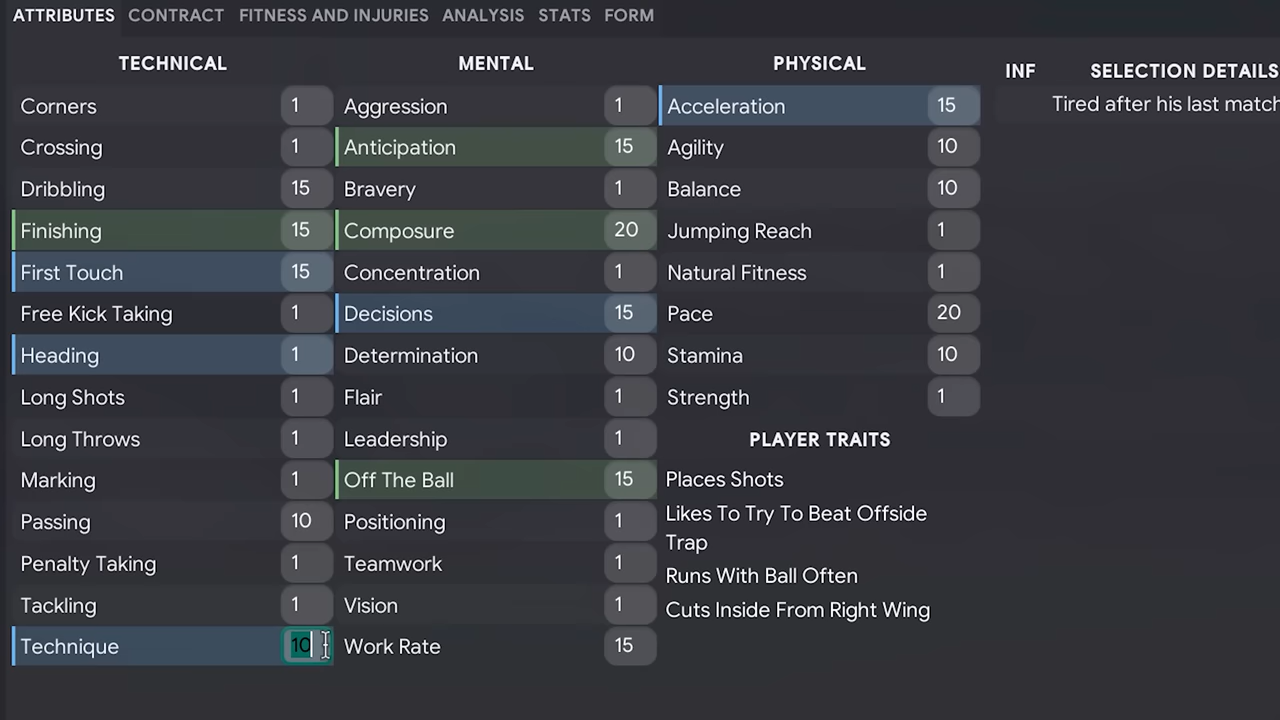 ATTRIBUTES CONTRACT FITNESS AND INJURIES ANALYSIS STATS FORM
TECHNICAL
Corners 1
Crossing 1
Dribbling 15
Finishing 15
First Touch 15
Free Kick Taking 1
Heading 1
Long Shots 1
Long Throws 1
Marking 1
Passing 10
Penalty Taking 1
Tackling 1
Technique 10
MENTAL
Aggression 1
Anticipation 15
Bravery 1
Composure 20
Concentration 1
Decisions 15
Determination 10
Flair 1
Leadership 1
Off The Ball 15
Positioning 1
Teamwork 1
Vision 1
Work Rate 15
PHYSICAL
Acceleration 15
Agility 10
Balance 10
Jumping Reach 1
Natural Fitness 1
Pace 20
Stamina 10
Strength 1
PLAYER TRAITS
Places Shots
Likes To Try To Beat Offside
Trap
Runs With Ball Often
Cuts Inside From Right Wing
INF SELECTION DETAILS
Tired after his last match